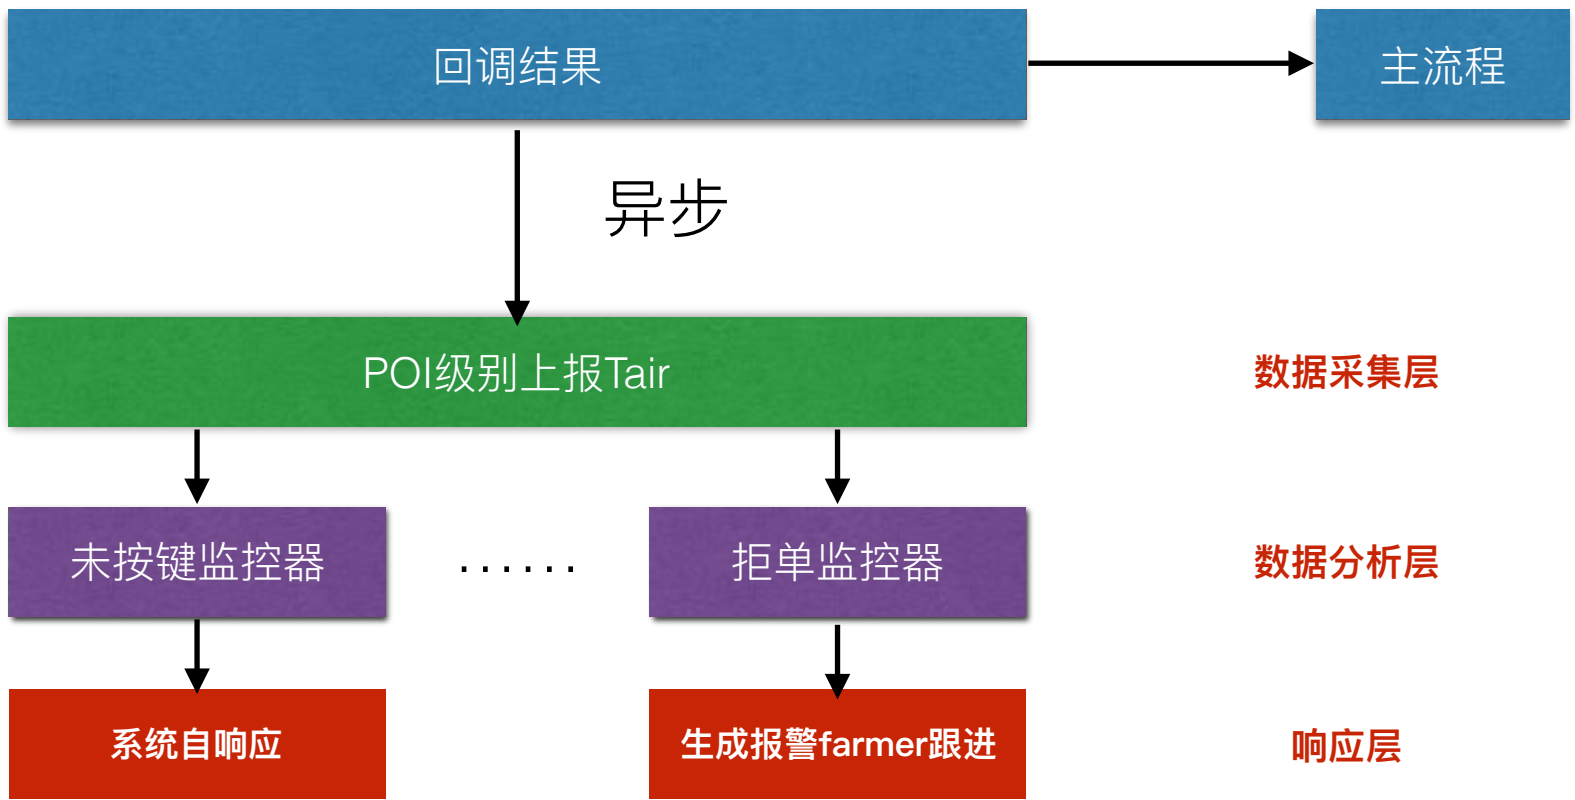 回调结果
主流程
异步
POI级别上报Tair
数据采集层
未按键监控器
......
拒单监控器
数据分析层
系统自响应
生成报警farmer跟进
响应层